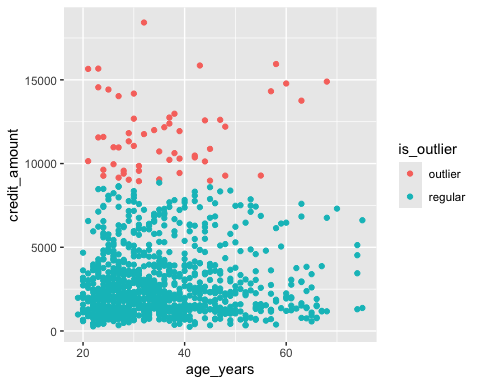 15000
10000
5000
0
20
40
60
age_years
credit_amount
is_outlier
outlier
regular